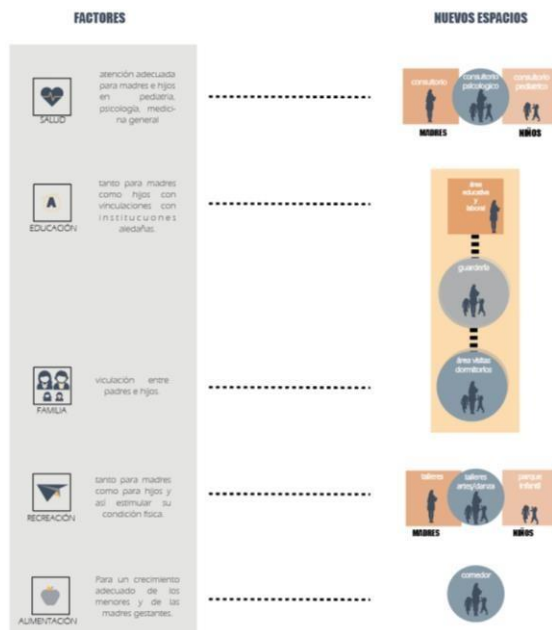 FACTORES
NUEVOS ESPACIOS
SALUD
atención adecuada
para madres e hijos
en pediatria,
psicología, medici-
na general
consultorio
consultorio
psicologico
consultorio
pediatrico
MADRES
NIÑOS
A
EDUCACIÓN
tanto para madres
como hijos con
vinculaciones con
institucuones
aledañas.
área
educativa
y
laboral
guardería
FAMILIA
viculación entre
padres e hijos.
área visitas
dormitorios
RECREACIÓN
tanto para madres
como para hijos y
así estimular su
condición física.
talleres
talleres
artes/danza
parque
infantil
MADRES
NIÑOS
ALIMENTACIÓN
Para un crecimiento
adecuado de los
menores y de las
madres gestantes.
comedor